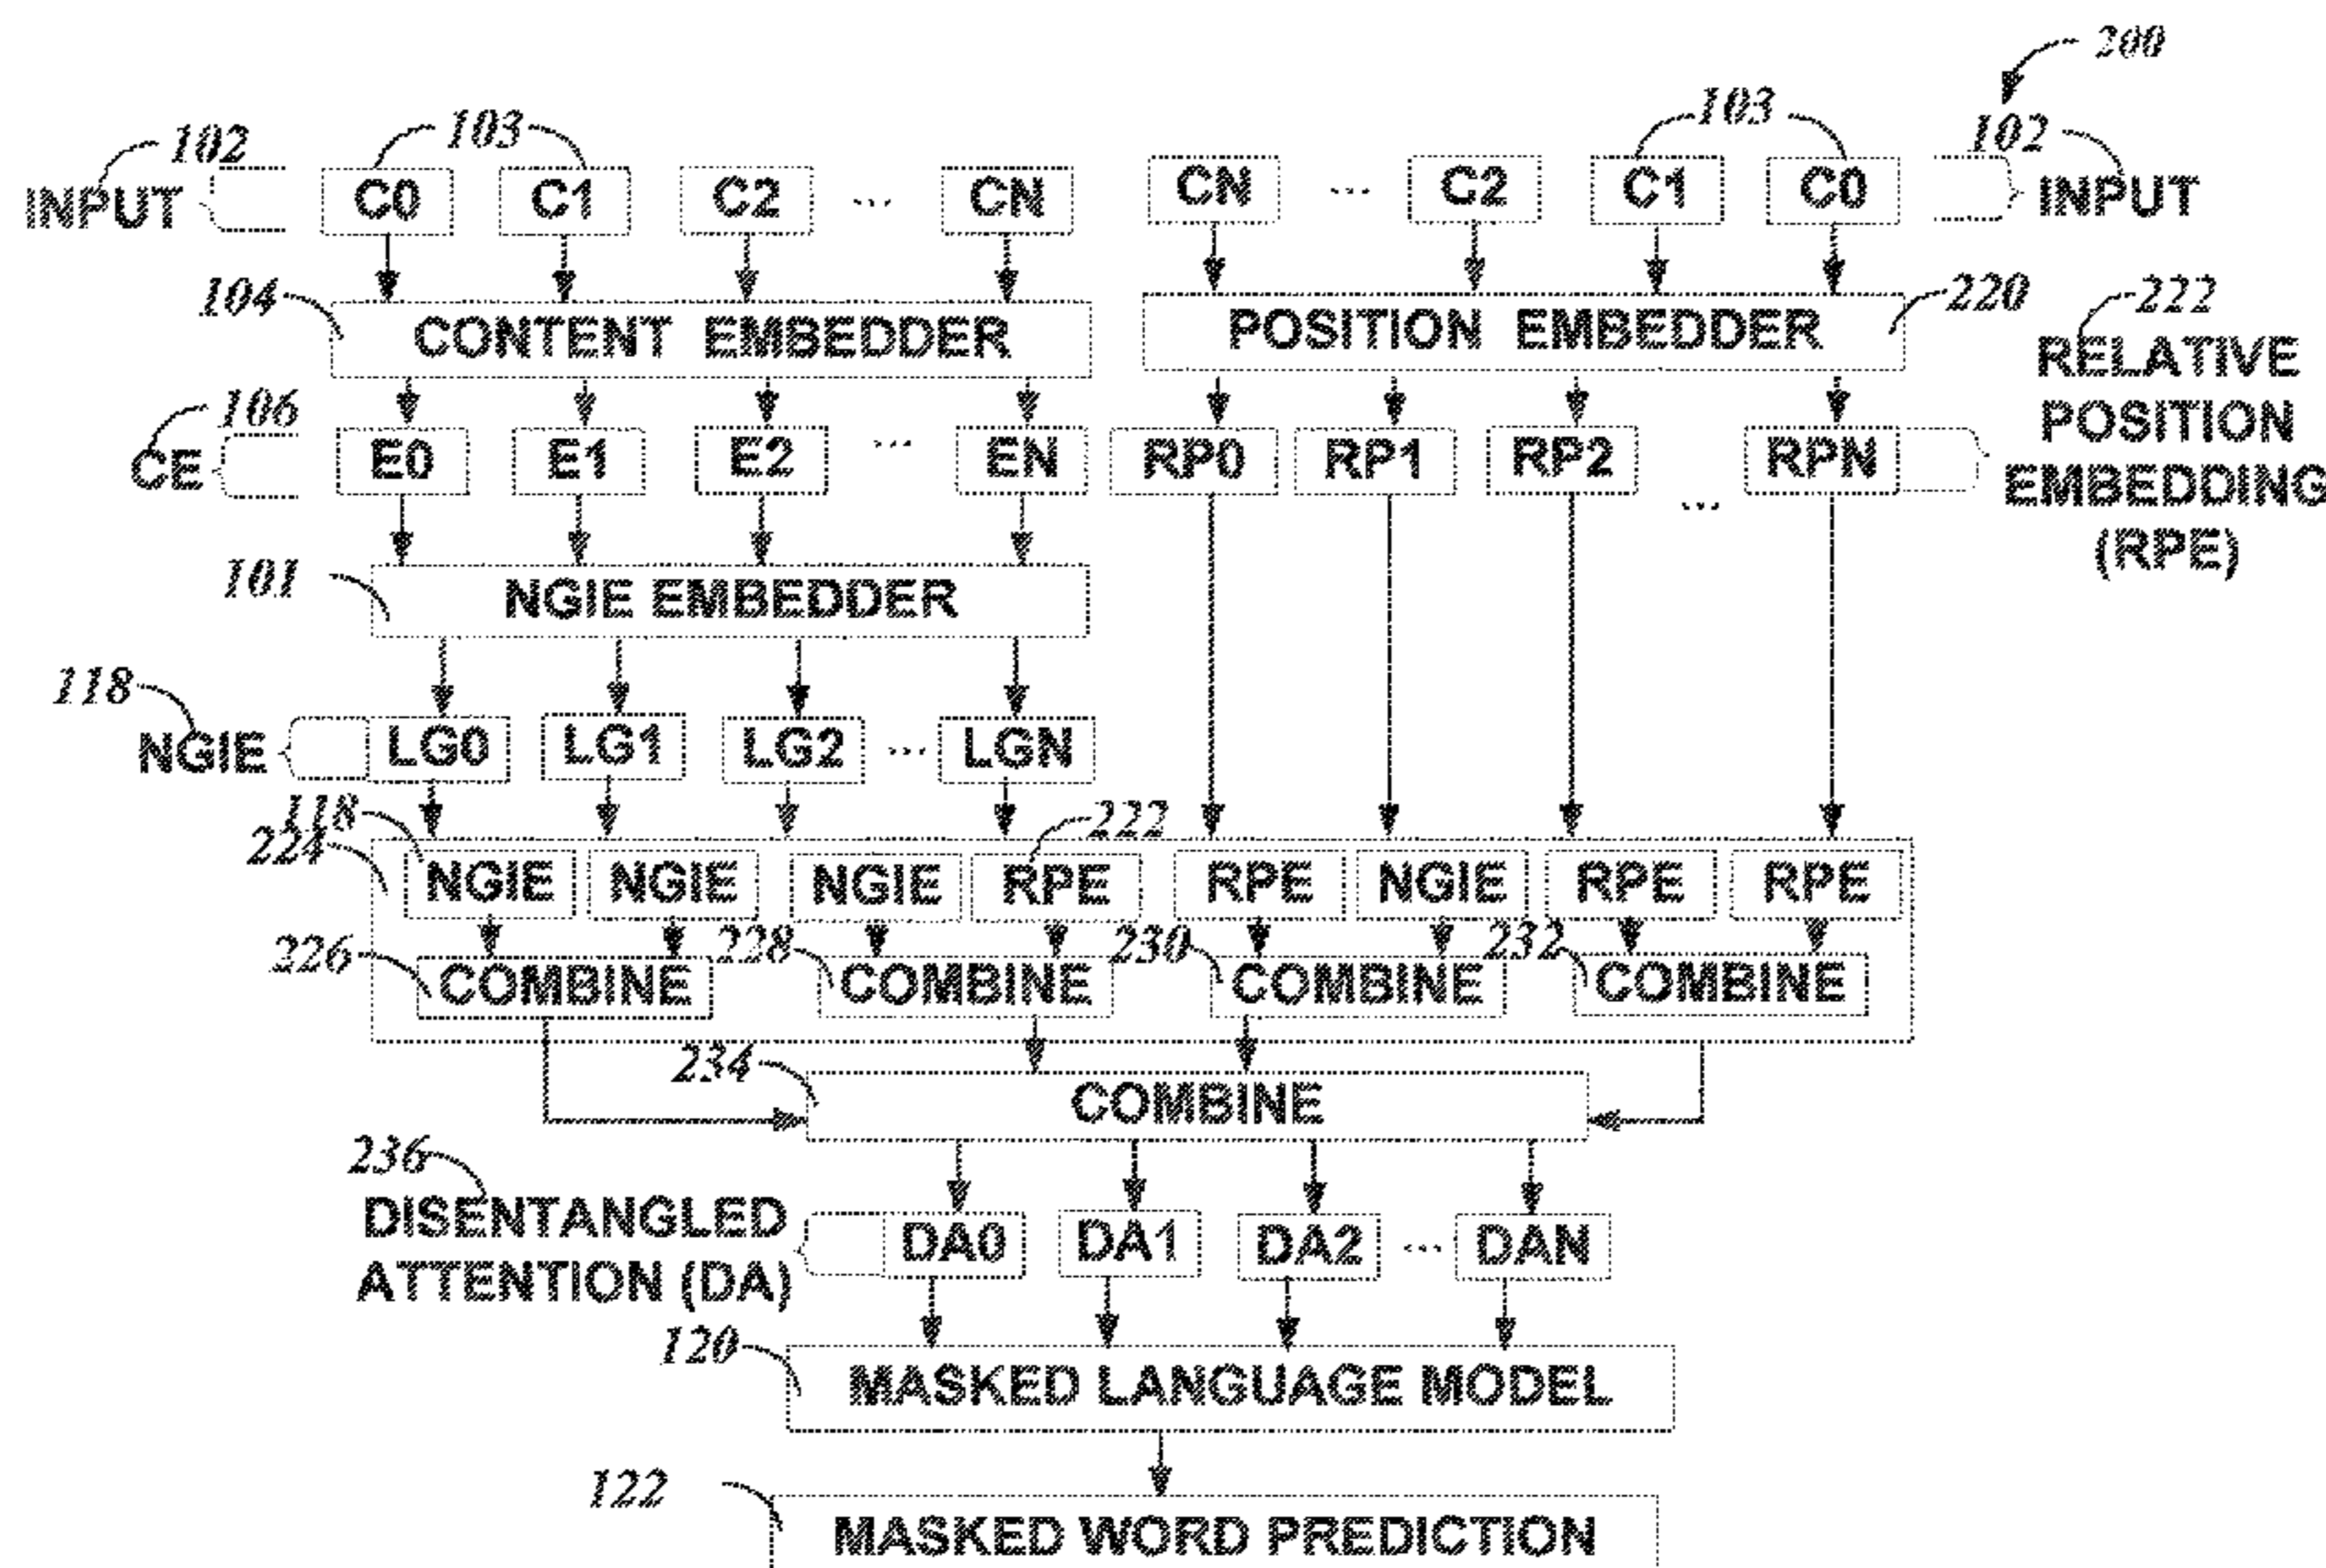 200
102 103 103 102
INPUT C0 C1 C2 ... CN CN ... C2 C1 C0 INPUT
104 CONTENT EMBEDDER POSITION EMBEDDER 220 222
RELATIVE
POSITION
EMBEDDING
(RPE)
106
CE E0 E1 E2 ... EN RP0 RP1 RP2 ... RPN
101 NGIE EMBEDDER
118
NGIE LG0 LG1 LG2 ... LGN
118 222
224
NGIE NGIE NGIE RPE RPE NGIE RPE RPE
226 228 230 232
COMBINE COMBINE COMBINE COMBINE
234 COMBINE
236
DISENTANGLED
ATTENTION (DA)
DA0 DA1 DA2 ... DAN
120
MASKED LANGUAGE MODEL
122
MASKED WORD PREDICTION